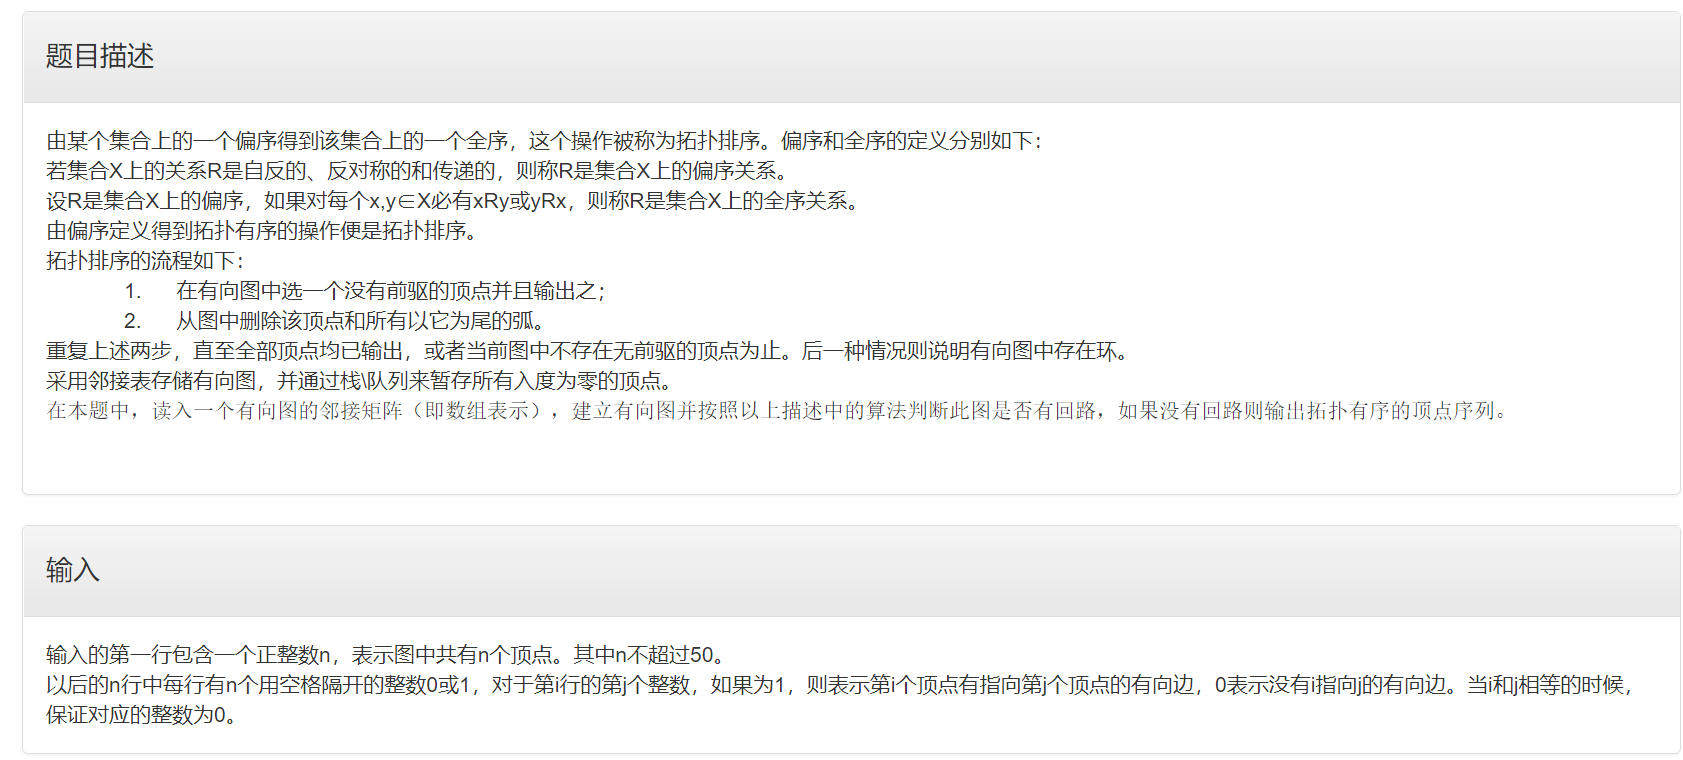 题目描述
由某个集合上的一个偏序得到该集合上的一个全序，这个操作被称为拓扑排序。偏序和全序的定义分别如下：
若集合X上的关系R是自反的、反对称的和传递的，则称R是集合X上的偏序关系。
设R是集合X上的偏序，如果对每个x,y∈X必有xRy或yRx，则称R是集合X上的全序关系。
由偏序定义得到拓扑有序的操作便是拓扑排序。
拓扑排序的流程如下：
1. 在有向图中选一个没有前驱的顶点并且输出之；
2. 从图中删除该顶点和所有以它为尾的弧。
重复上述两步，直至全部顶点均已输出，或者当前图中不存在无前驱的顶点为止。后一种情况则说明有向图中存在环。
采用邻接表存储有向图，并通过栈\队列来暂存所有入度为零的顶点。
在本题中，读入一个有向图的邻接矩阵（即数组表示），建立有向图并按照以上描述中的算法判断此图是否有回路，如果没有回路则输出拓扑有序的顶点序列。
输入
输入的第一行包含一个正整数n，表示图中共有n个顶点。其中n不超过50。
以后的n行中每行有n个用空格隔开的整数0或1，对于第i行的第j个整数，如果为1，则表示第i个顶点有指向第j个顶点的有向边，0表示没有i指向j的有向边。当i和j相等的时候，
保证对应的整数为0。